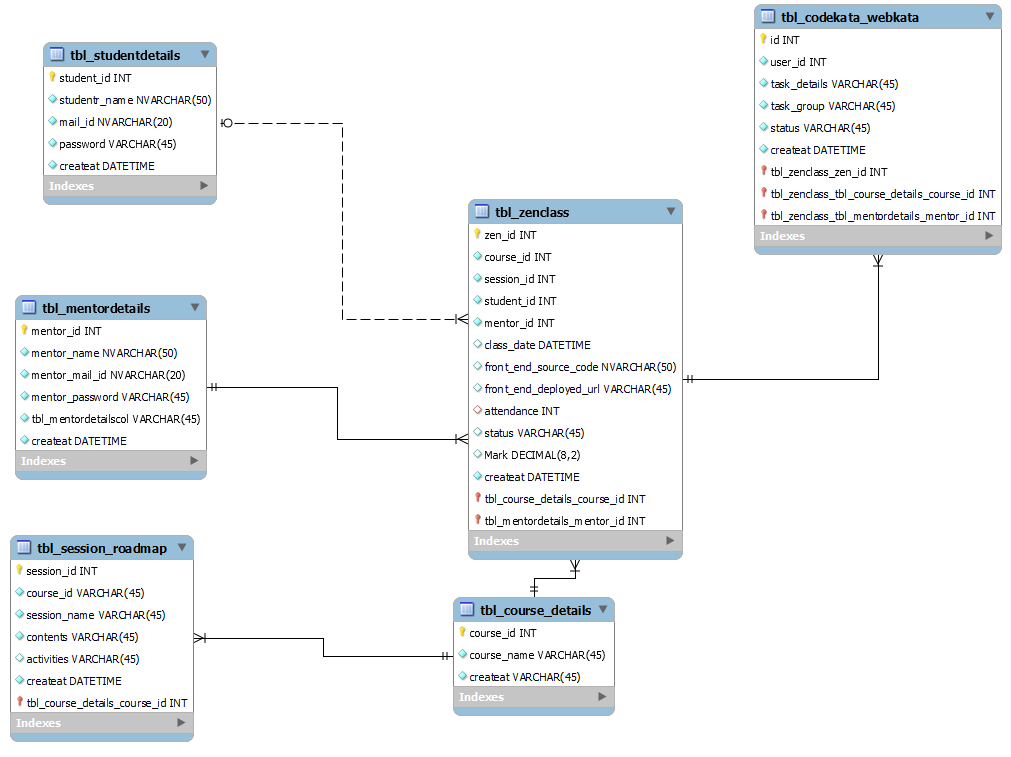 tbl_studentdetails
student_id INT
studentr_name NVARCHAR(50)
mail_id NVARCHAR(20)
password VARCHAR(45)
createat DATETIME
Indexes
tbl_mentordetails
mentor_id INT
mentor_name NVARCHAR(50)
mentor_mail_id NVARCHAR(20)
mentor_password VARCHAR(45)
tbl_mentordetailscol VARCHAR(45)
createat DATETIME
Indexes
tbl_session_roadmap
session_id INT
course_id VARCHAR(45)
session_name VARCHAR(45)
contents VARCHAR(45)
activities VARCHAR(45)
createat DATETIME
tbl_course_details_course_id INT
Indexes
tbl_zenclass
zen_id INT
course_id INT
session_id INT
student_id INT
mentor_id INT
class_date DATETIME
front_end_source_code NVARCHAR(50)
front_end_deployed_url VARCHAR(45)
attendance INT
status VARCHAR(45)
Mark DECIMAL(8,2)
createat DATETIME
tbl_course_details_course_id INT
tbl_mentordetails_mentor_id INT
Indexes
tbl_course_details
course_id INT
course_name VARCHAR(45)
createat VARCHAR(45)
Indexes
tbl_codekata_webkata
id INT
user_id INT
task_details VARCHAR(45)
task_group VARCHAR(45)
status VARCHAR(45)
createat DATETIME
tbl_zenclass_zen_id INT
tbl_zenclass_tbl_course_details_course_id INT
tbl_zenclass_tbl_mentordetails_mentor_id INT
Indexes